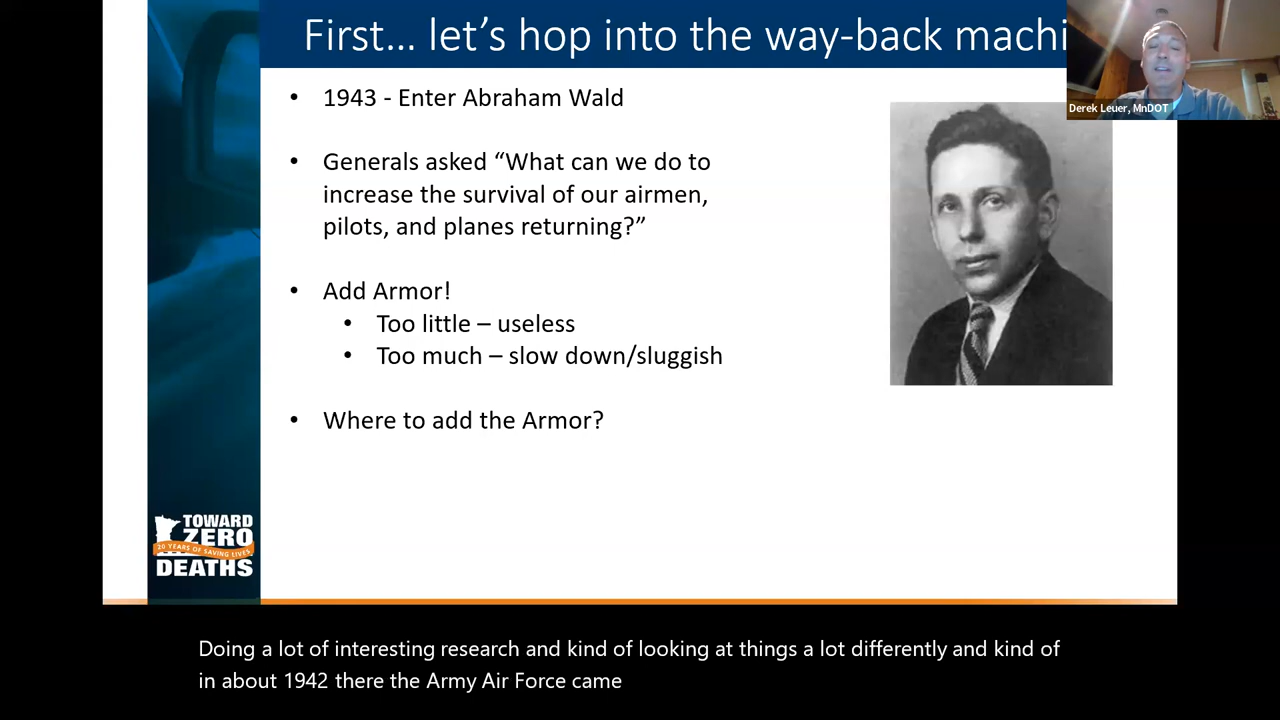 First... let's hop into the way-back machi
Derek Leuer, MnDOT
• 1943 - Enter Abraham Wald
• Generals asked “What can we do to
increase the survival of our airmen,
pilots, and planes returning?”
• Add Armor!
• Too little – useless
• Too much – slow down/sluggish
• Where to add the Armor?
TOWARD
ZERO
20 YEARS OF SAVING LIVES
DEATHS
Doing a lot of interesting research and kind of looking at things a lot differently and kind of
in about 1942 there the Army Air Force came